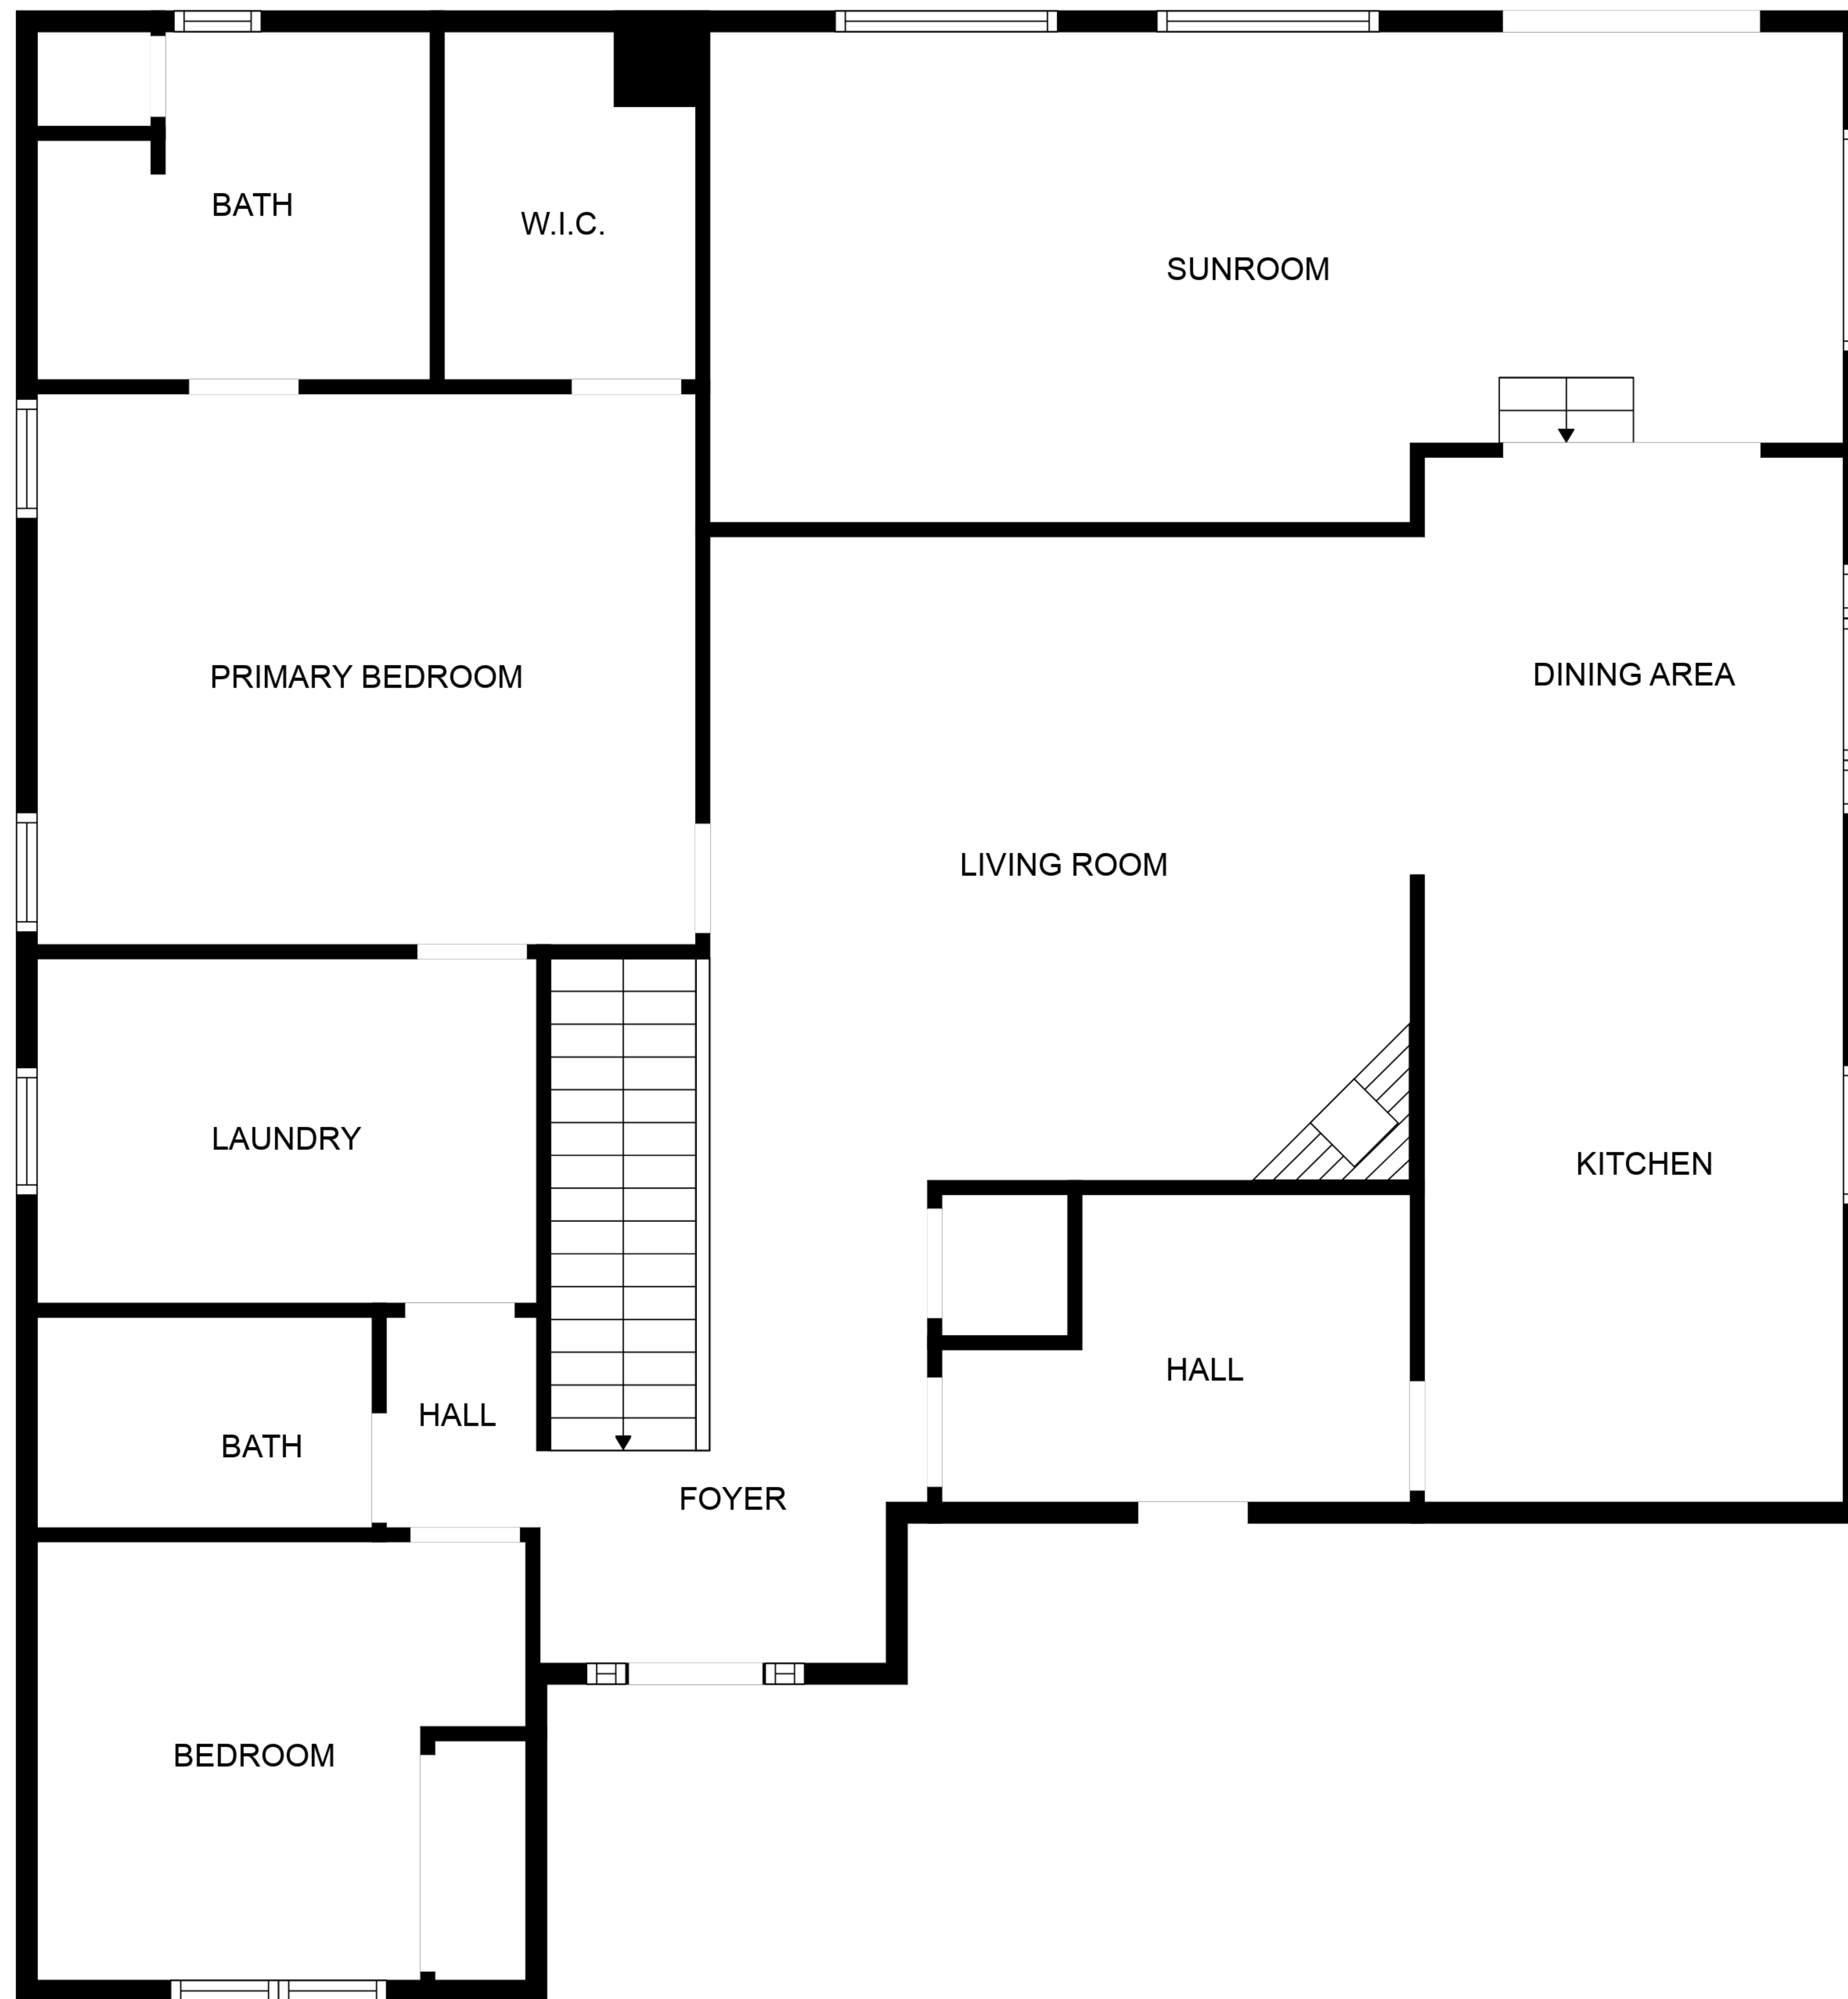 BATH
W.I.C.
SUNROOM
PRIMARY BEDROOM
DINING AREA
LIVING ROOM
LAUNDRY
KITCHEN
HALL
HALL
BATH
FOYER
BEDROOM